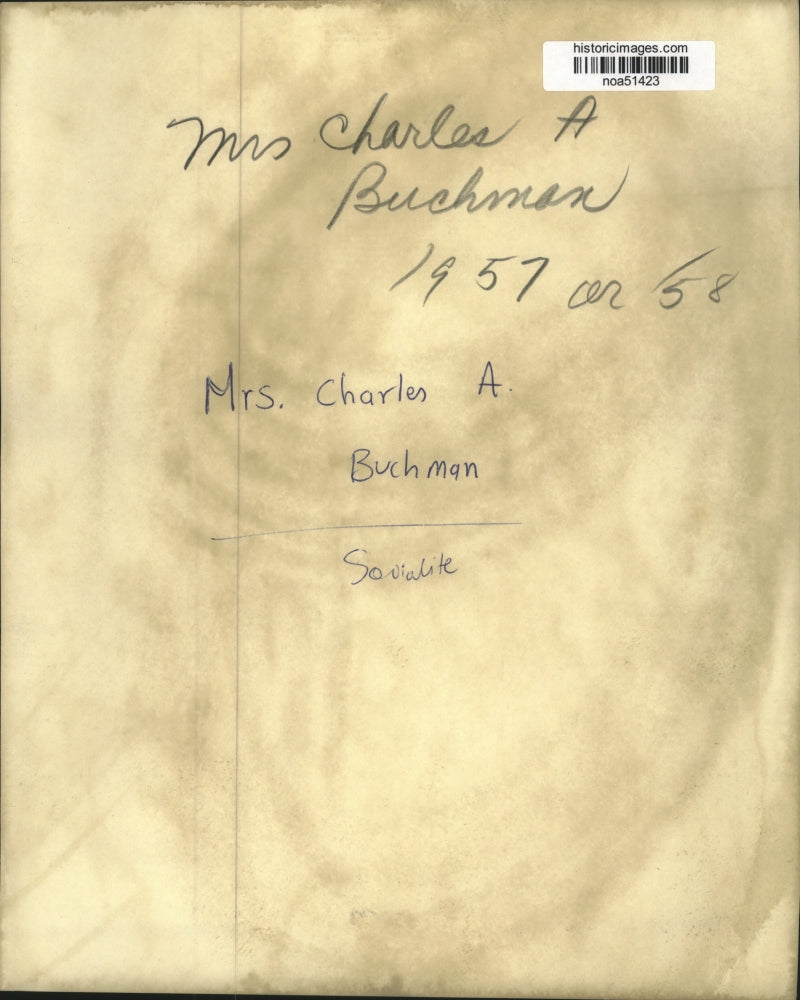 historicimages.com
noa51423
Mrs Charles A
Buchman
1957 or '58
Mrs. Charles A.
Buchman
Socialite